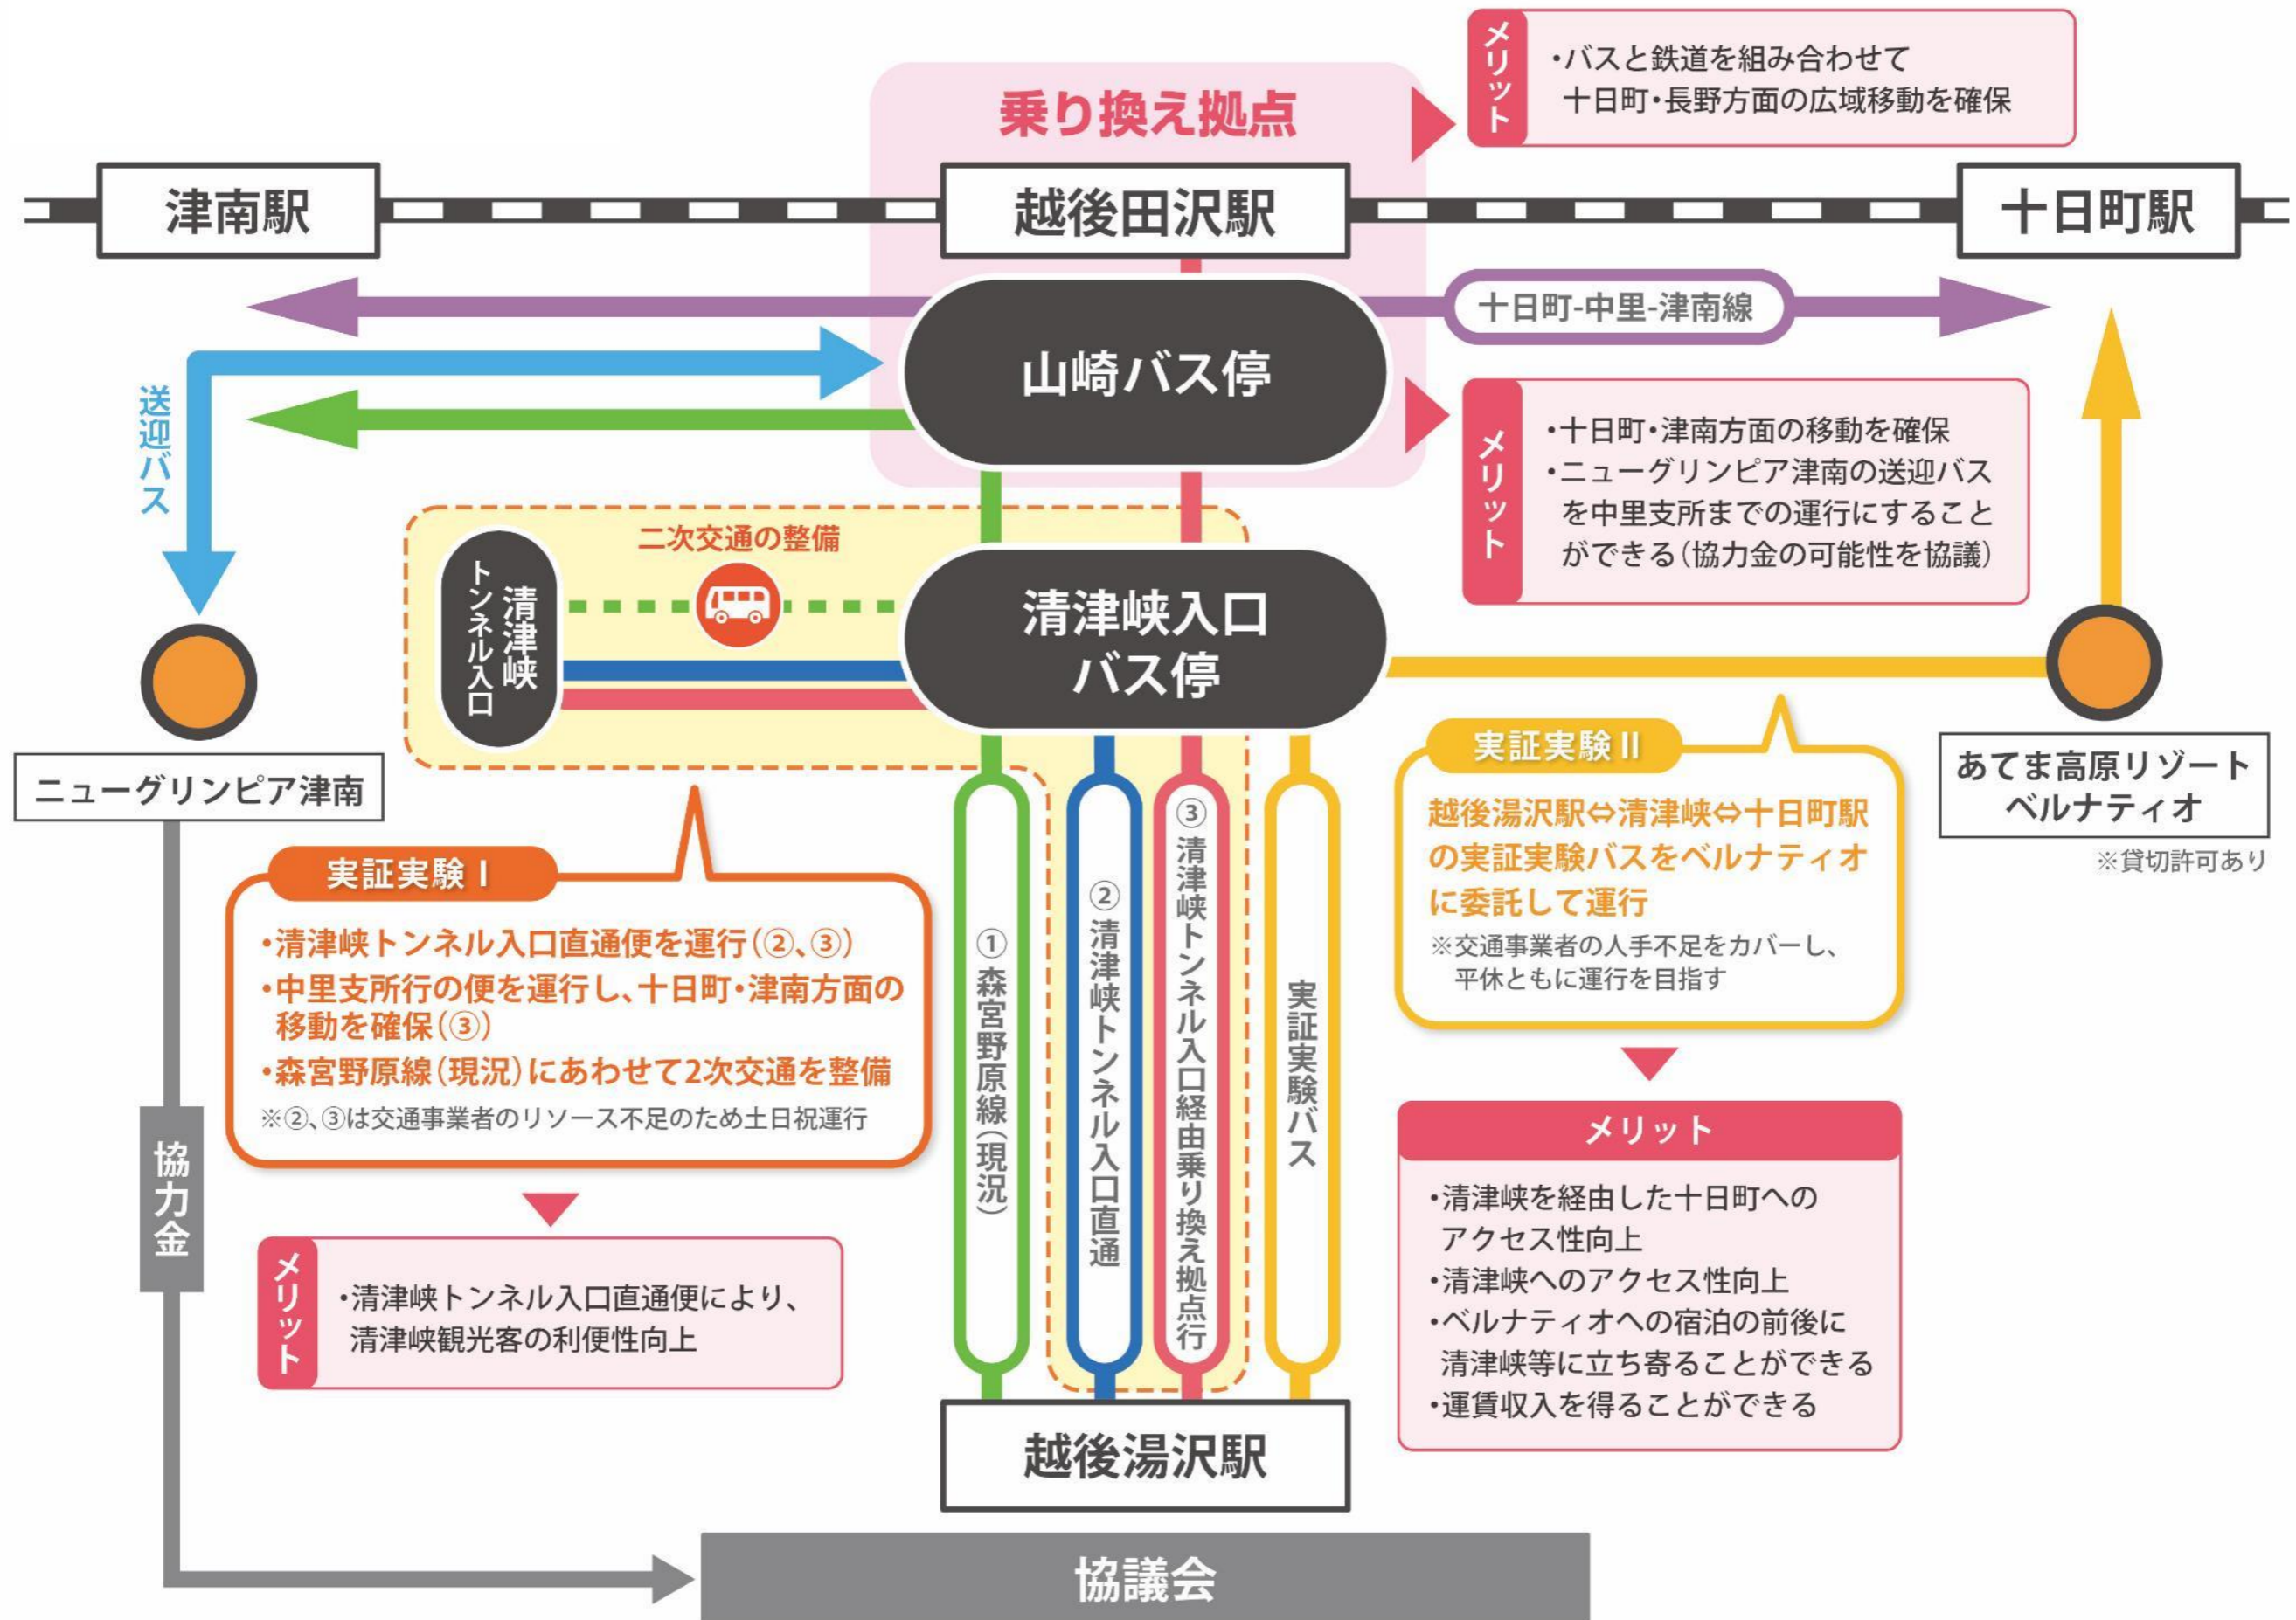 乗り換え拠点
メリット
・バスと鉄道を組み合わせて
十日町・長野方面の広域移動を確保
津南駅
越後田沢駅
十日町駅
十日町-中里-津南線
山崎バス停
送迎バス
メリット
・十日町・津南方面の移動を確保
・ニューグリンピア津南の送迎バス
を中里支所までの運行にすること
ができる（協力金の可能性を協議）
二次交通の整備
清津峡
トンネル入口
清津峡入口
バス停
ニューグリンピア津南
あてま高原リゾート
ベルナティオ
※貸切許可あり
実証実験Ⅰ
・清津峡トンネル入口直通便を運行（②、③）
・中里支所行の便を運行し、十日町・津南方面の
移動を確保（③）
・森宮野原線（現況）にあわせて2次交通を整備
※②、③は交通事業者のリソース不足のため土日祝運行
メリット
・清津峡トンネル入口直通便により、
清津峡観光客の利便性向上
①森宮野原線（現況）
②清津峡トンネル入口直通
③清津峡トンネル入口経由乗り換え拠点行
実証実験バス
実証実験Ⅱ
越後湯沢駅⇔清津峡⇔十日町駅
の実証実験バスをベルナティオ
に委託して運行
※交通事業者の人手不足をカバーし、
平休ともに運行を目指す
メリット
・清津峡を経由した十日町への
アクセス性向上
・清津峡へのアクセス性向上
・ベルナティオへの宿泊の前後に
清津峡等に立ち寄ることができる
・運賃収入を得ることができる
越後湯沢駅
協力金
協議会